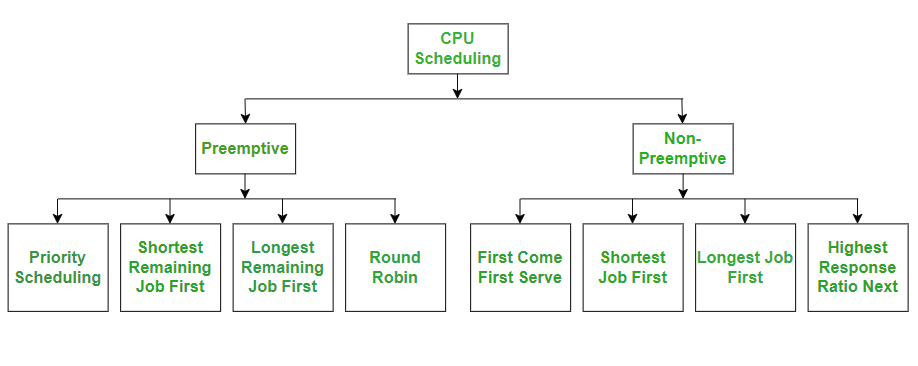 CPU
Scheduling
Preemptive
Non-
Preemptive
Priority
Scheduling
Shortest
Remaining
Job First
Longest
Remaining
Job First
Round
Robin
First Come
First Serve
Shortest
Job First
Longest Job
First
Highest
Response
Ratio Next